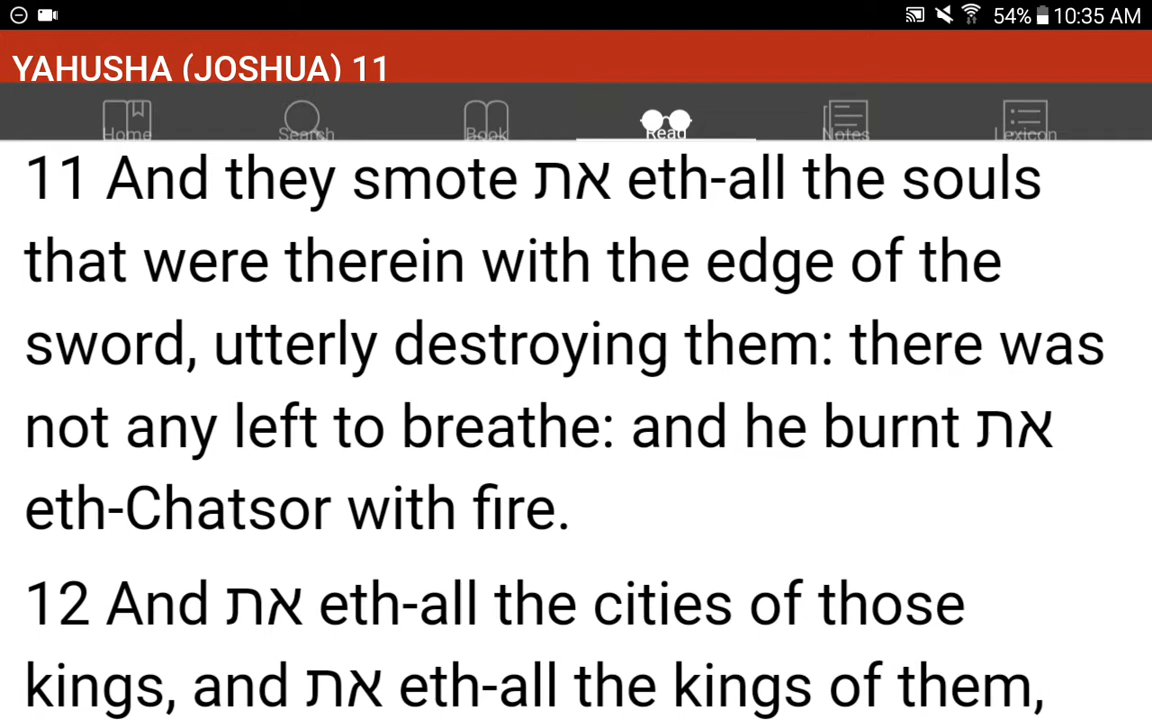 54% 10:35 AM
YAHUSHA (JOSHUA) 11
Home Search Book Read Notes Lexicon
11 And they smote את eth-all the souls
that were therein with the edge of the
sword, utterly destroying them: there was
not any left to breathe: and he burnt את
eth-Chatsor with fire.
12 And את eth-all the cities of those
kings, and את eth-all the kings of them,